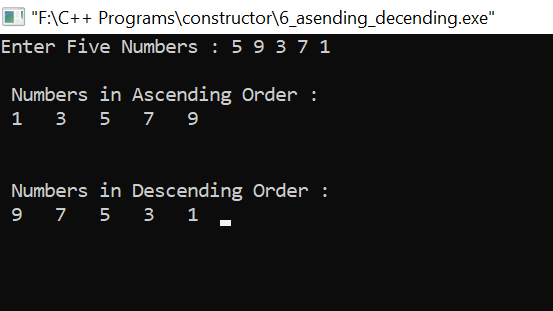 "F:\C++ Programs\constructor\6_asending_decending.exe"
Enter Five Numbers : 5 9 3 7 1
Numbers in Ascending Order :
1 3 5 7 9
Numbers in Descending Order :
9 7 5 3 1